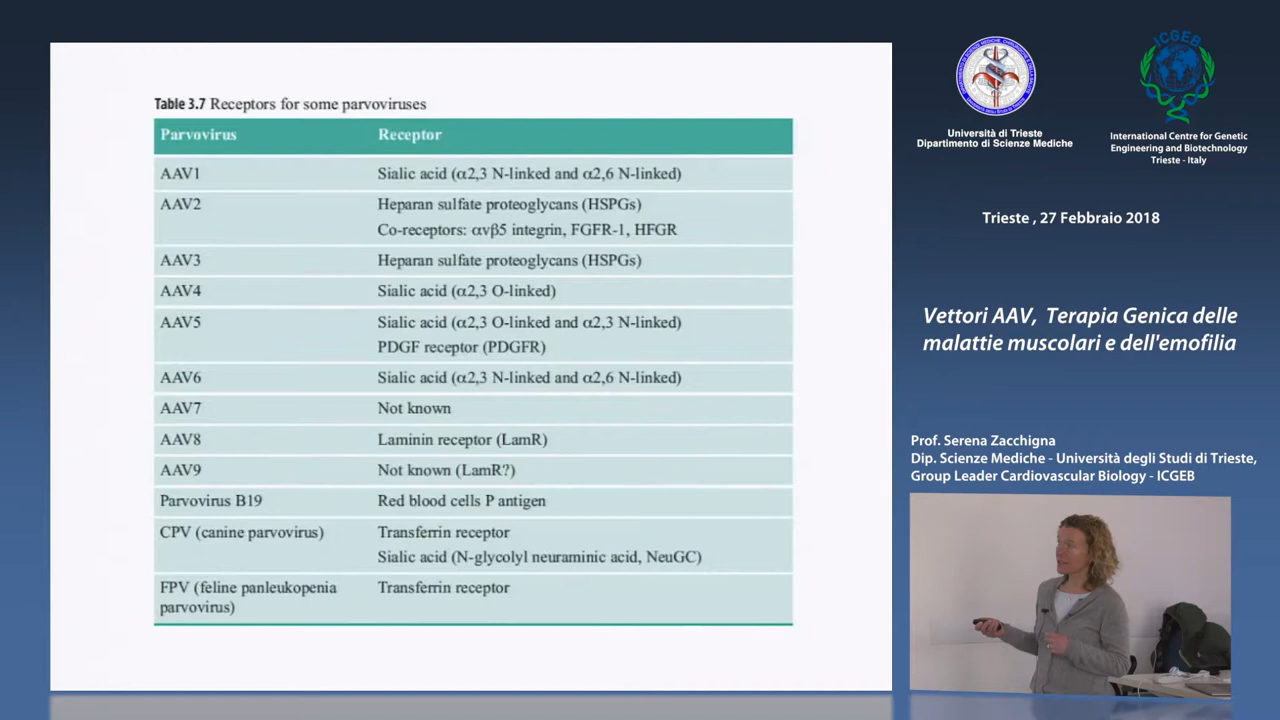 Table 3.7 Receptors for some parvoviruses
Parvovirus Receptor
AAV1 Sialic acid (α2,3 N-linked and α2,6 N-linked)
AAV2 Heparan sulfate proteoglycans (HSPGs)
Co-receptors: αvβ5 integrin, FGFR-1, HFGR
AAV3 Heparan sulfate proteoglycans (HSPGs)
AAV4 Sialic acid (α2,3 O-linked)
AAV5 Sialic acid (α2,3 O-linked and α2,3 N-linked)
PDGF receptor (PDGFR)
AAV6 Sialic acid (α2,3 N-linked and α2,6 N-linked)
AAV7 Not known
AAV8 Laminin receptor (LamR)
AAV9 Not known (LamR?)
Parvovirus B19 Red blood cells P antigen
CPV (canine parvovirus) Transferrin receptor
Sialic acid (N-glycolyl neuraminic acid, NeuGC)
FPV (feline panleukopenia Transferrin receptor
parvovirus)
ICGEB
Università di Trieste
Dipartimento di Scienze Mediche
International Centre for Genetic
Engineering and Biotechnology
Trieste - Italy
Trieste , 27 Febbraio 2018
Vettori AAV, Terapia Genica delle
malattie muscolari e dell'emofilia
Prof. Serena Zacchigna
Dip. Scienze Mediche - Università degli Studi di Trieste,
Group Leader Cardiovascular Biology - ICGEB